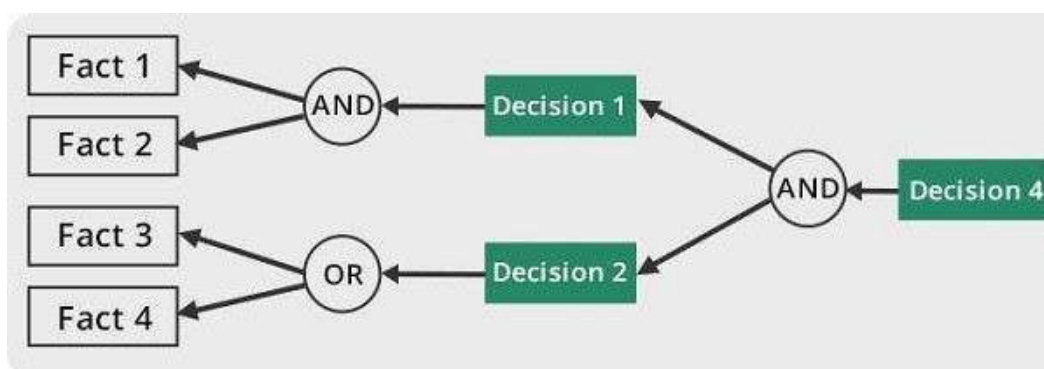 Fact 1
Fact 2
AND
Decision 1
AND
Decision 4
Fact 3
Fact 4
OR
Decision 2